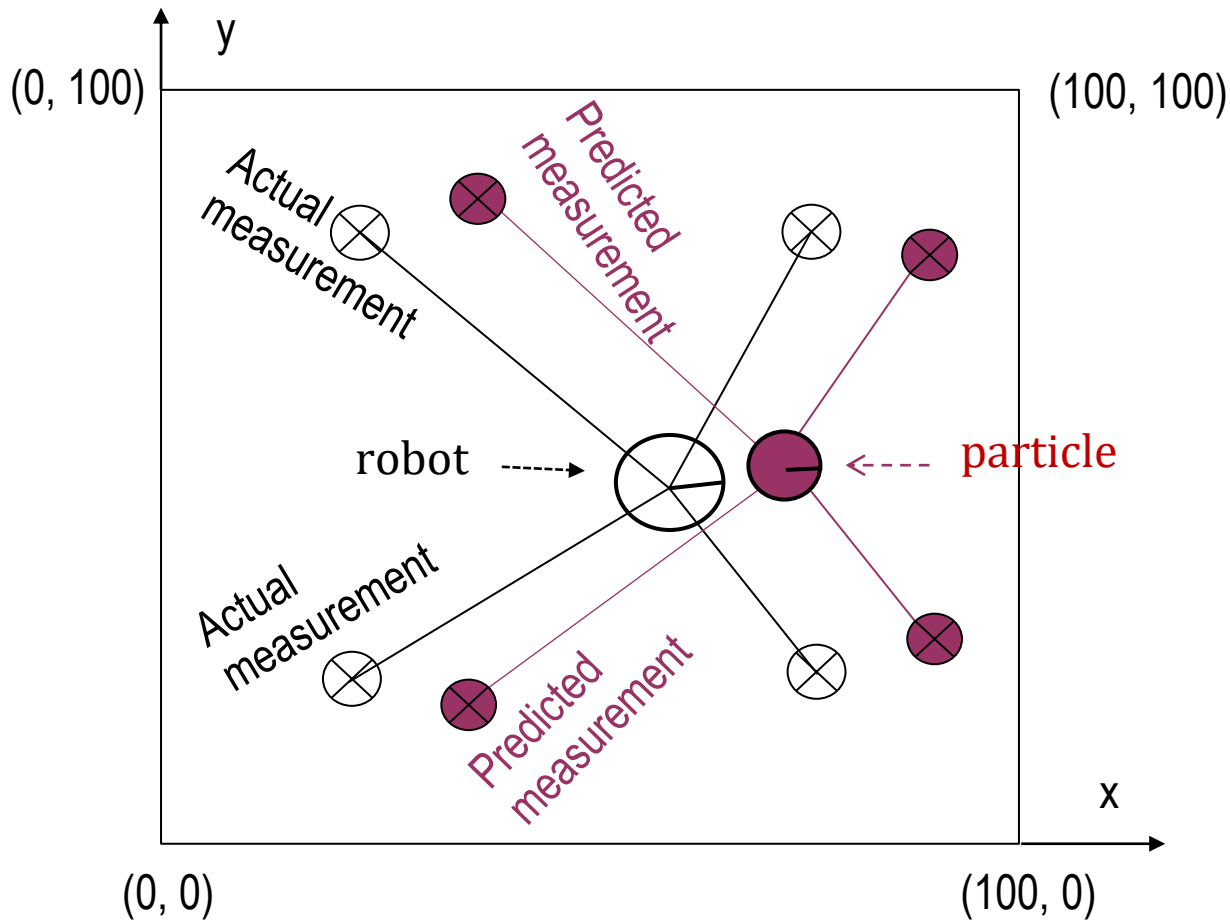 y
(0, 100)
(100, 100)
Predicted
measurement
Actual
measurement
robot
particle
Actual
measurement
Predicted
measurement
x
(0, 0)
(100, 0)